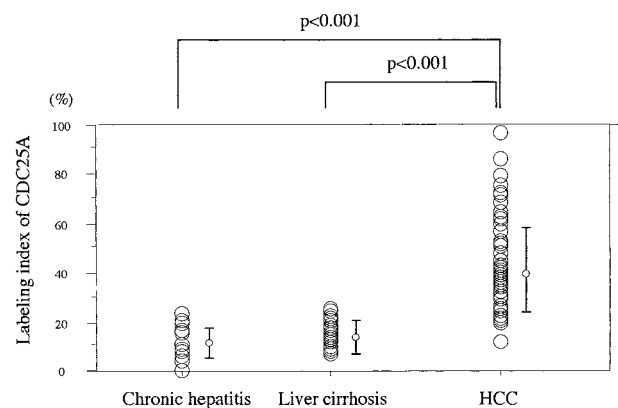 p<0.001
p<0.001
(%)
100
80
60
40
20
0
Labeling index of CDC25A
Chronic hepatitis Liver cirrhosis HCC